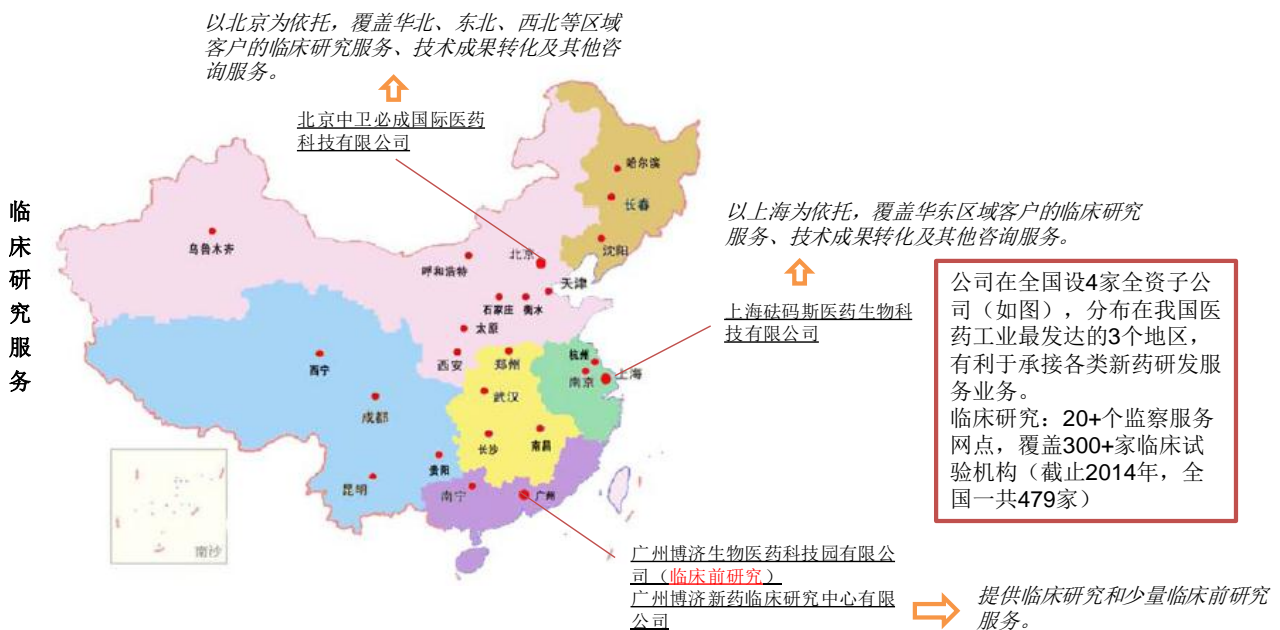 以北京为依托，覆盖华北、东北、西北等区域
客户的临床研究服务、技术成果转化及其他咨
询服务。
北京中卫必成国际医药
科技有限公司
临床研究服务
以上海为依托，覆盖华东区域客户的临床研究
服务、技术成果转化及其他咨询服务。
上海砝码斯医药生物科
技有限公司
公司在全国设4家全资子公
司（如图），分布在我国医
药工业最发达的3个地区，
有利于承接各类新药研发服
务业务。
临床研究：20+个监察服务
网点，覆盖300+家临床试
验机构（截止2014年，全
国一共479家）
哈尔滨
长春
沈阳
乌鲁木齐
呼和浩特
北京
天津
石家庄
衡水
太原
西安
郑州
杭州
南京
上海
西宁
成都
武汉
长沙
南昌
贵阳
昆明
南宁
广州
南沙
广州博济生物医药科技园有限公
司（临床前研究）
广州博济新药临床研究中心有限
公司
提供临床研究和少量临床前研究
服务。